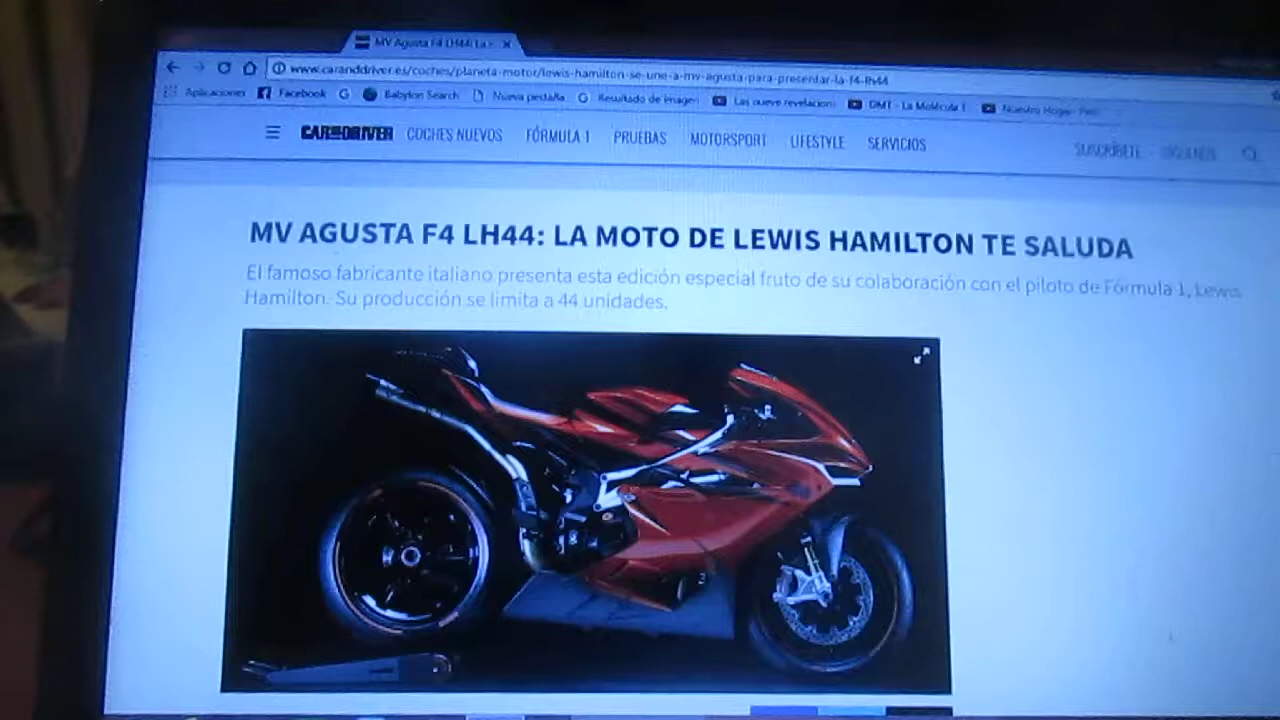 MV Agusta F4 LH44: La
www.caranddriver.es/coches/planeta-motor/lewis-hamilton-se-une-a-mv-agusta-para-presentar-la-f4-lh44
Aplicaciones Facebook Babylon Search Nueva pestaña Resultado de imagen Las nueve revelacion DMT - La Molécula
CAR AND DRIVER COCHES NUEVOS FÓRMULA 1 PRUEBAS MOTORSPORT LIFESTYLE SERVICIOS SUSCRÍBETE
MV AGUSTA F4 LH44: LA MOTO DE LEWIS HAMILTON TE SALUDA
El famoso fabricante italiano presenta esta edición especial fruto de su colaboración con el piloto de Fórmula 1, Lewis
Hamilton. Su producción se limita a 44 unidades.